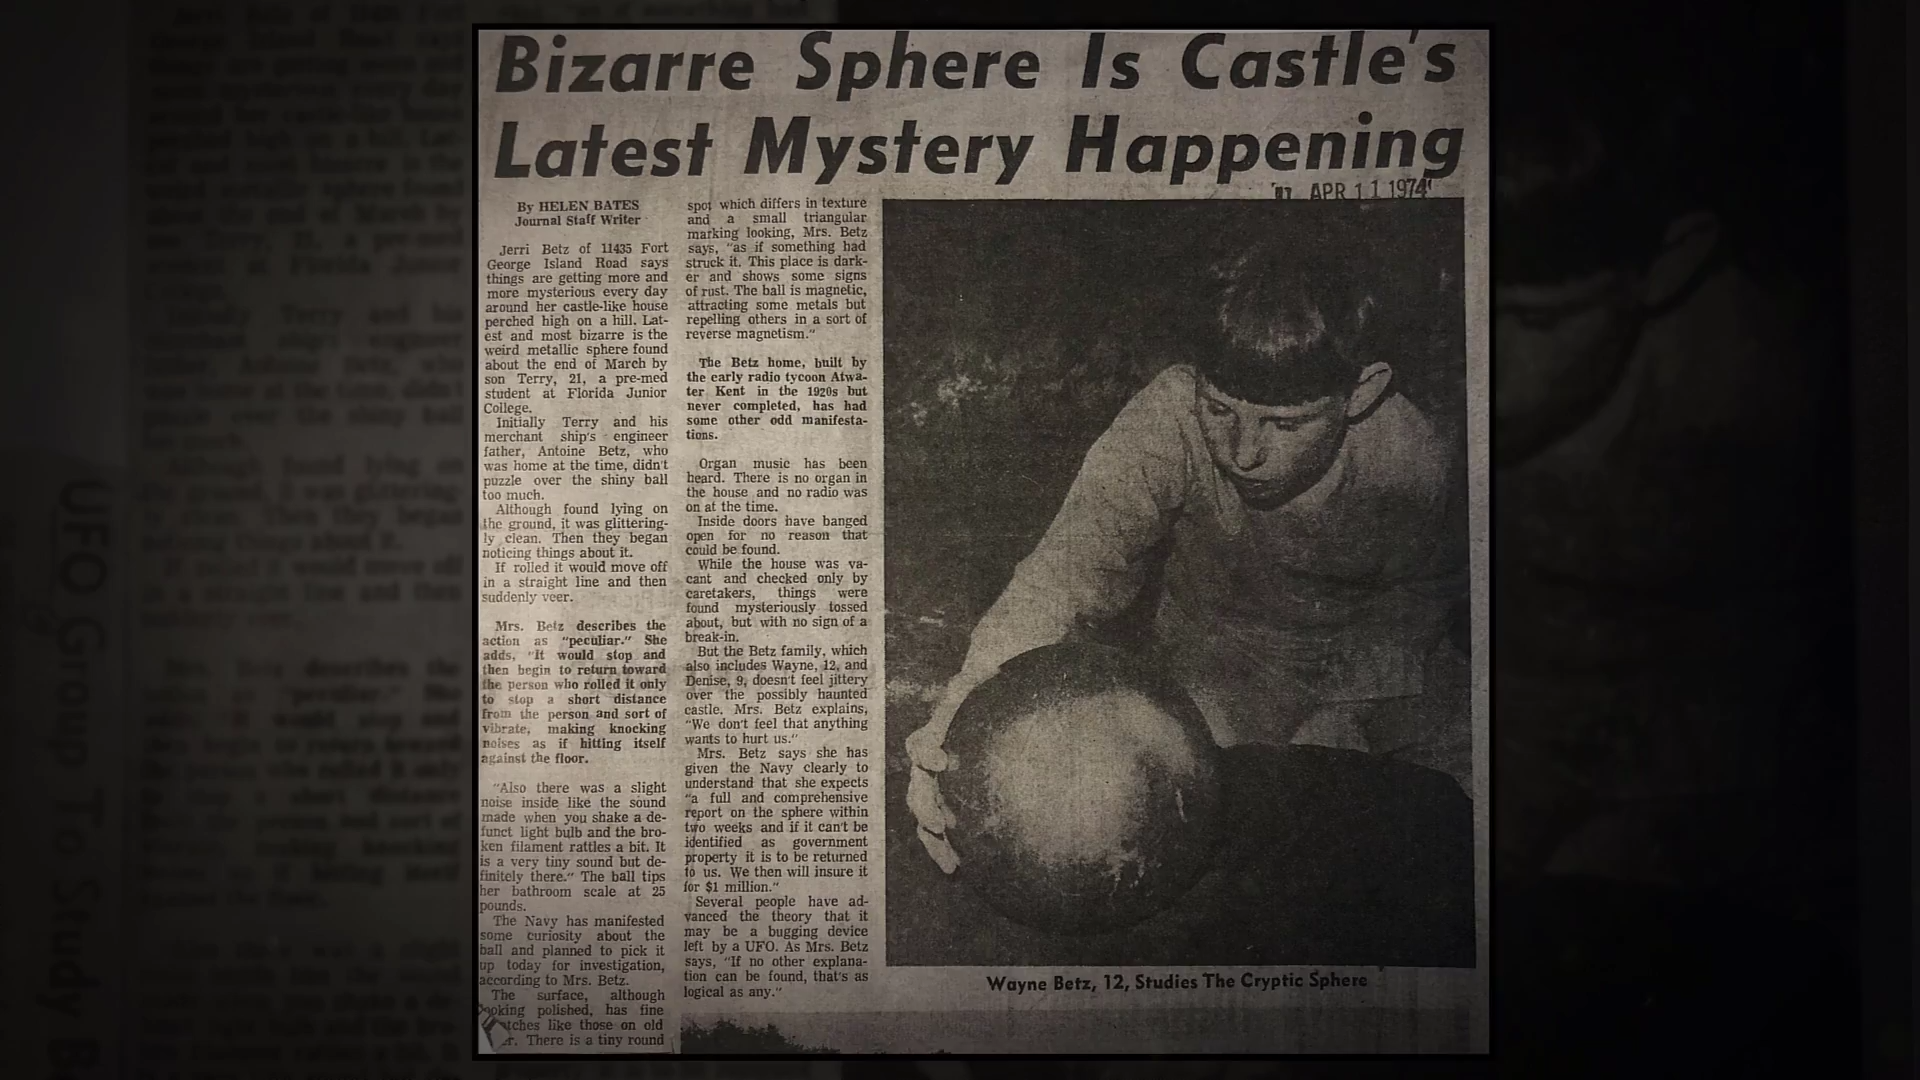 Bizarre Sphere Is Castle's
Latest Mystery Happening
APR 11 1974
By HELEN BATES
Journal Staff Writer
Jerri Betz of 11435 Fort
George Island Road says
things are getting more and
more mysterious every day
around her castle-like house
perched high on a hill. Lat-
est and most bizarre is the
weird metallic sphere found
about the end of March by
son Terry, 21, a pre-med
student at Florida Junior
College.
Initially Terry and his
merchant ship's engineer
father, Antoine Betz, who
was home at the time, didn't
puzzle over the shiny ball
too much.
Although found lying on
the ground, it was glittering-
ly clean. Then they began
noticing things about it.
If rolled it would move off
in a straight line and then
suddenly veer.
Mrs. Betz describes the
action as "peculiar." She
adds, "It would stop and
then begin to return toward
the person who rolled it only
to stop a short distance
from the person and sort of
vibrate, making knocking
noises as if hitting itself
against the floor.
"Also there was a slight
noise inside like the sound
made when you shake a de-
funct light bulb and the bro-
ken filament rattles a bit. It
is a very tiny sound but de-
finitely there." The ball tips
her bathroom scale at 25
pounds.
The Navy has manifested
some curiosity about the
ball and planned to pick it
up today for investigation,
according to Mrs. Betz.
The surface, although
looking polished, has fine
like those on old
There is a tiny round
spot which differs in texture
and a small triangular
marking looking, Mrs. Betz
says, "as if something had
struck it. This place is dark-
er and shows some signs
of rust. The ball is magnetic,
attracting some metals but
repelling others in a sort of
reverse magnetism."
The Betz home, built by
the early radio tycoon Atwa-
ter Kent in the 1920s but
never completed, has had
some other odd manifesta-
tions.
Organ music has been
heard. There is no organ in
the house and no radio was
on at the time.
Inside doors have banged
open for no reason that
could be found.
While the house was va-
cant and checked only by
caretakers, things were
found mysteriously tossed
about, but with no sign of a
break-in.
But the Betz family, which
also includes Wayne, 12, and
Denise, 9, doesn't feel jittery
over the possibly haunted
castle. Mrs. Betz explains,
"We don't feel that anything
wants to hurt us."
Mrs. Betz says she has
given the Navy clearly to
understand that she expects
"a full and comprehensive
report on the sphere within
two weeks and if it can't be
identified as government
property it is to be returned
to us. We then will insure it
for $1 million."
Several people have ad-
vanced the theory that it
may be a bugging device
left by a UFO. As Mrs. Betz
says, "If no other explana-
tion can be found, that's as
logical as any."
Wayne Betz, 12, Studies The Cryptic Sphere
UFO Group To Study